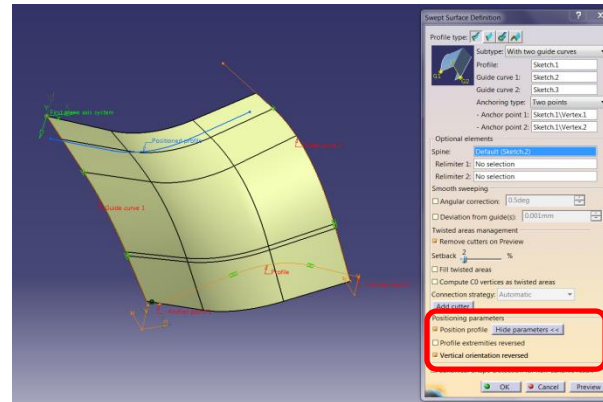 Swept Surface Definition
Profile type:
Subtype: With two guide curves
Profile: Sketch.1
Guide curve 1: Sketch.2
Guide curve 2: Sketch.3
Anchoring type: Two points
- Anchor point 1: Sketch.1\Vertex.1
- Anchor point 2: Sketch.1\Vertex.2
G1
G2
Optional elements
Spine: Default (Sketch.2)
Relimiter 1: No selection
Relimiter 2: No selection
Smooth sweeping
Angular correction: 0.5deg
Deviation from guide(s): 0.001mm
Twisted areas management
Remove cutters on Preview
Setback 2 %
Fill twisted areas
Compute C0 vertices as twisted areas
Connection strategy: Automatic
Add cutter
Positioning parameters
Position profile Hide parameters <<
Profile extremities reversed
Vertical orientation reversed
OK Cancel Preview
Positioned profile
Guide curve 1
Profile